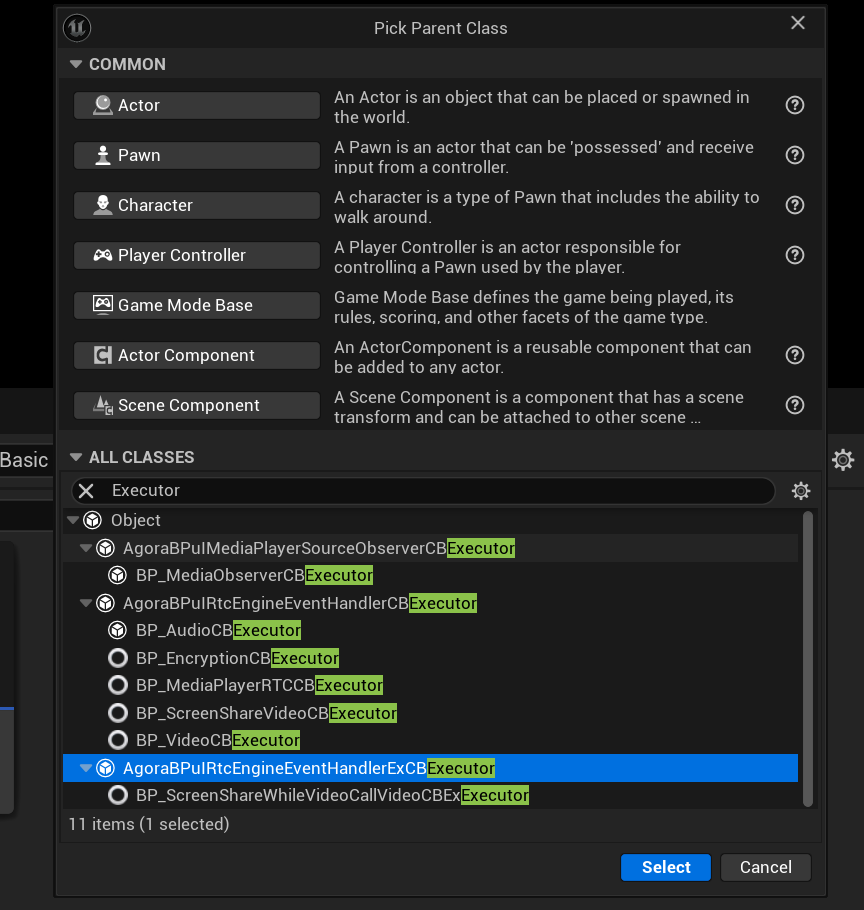 Pick Parent Class
COMMON
Actor
An Actor is an object that can be placed or spawned in
the world.
Pawn
A Pawn is an actor that can be 'possessed' and receive
input from a controller.
Character
A character is a type of Pawn that includes the ability to
walk around.
Player Controller
A Player Controller is an actor responsible for
controlling a Pawn used by the player.
Game Mode Base
Game Mode Base defines the game being played, its
rules, scoring, and other facets of the game type.
Actor Component
An ActorComponent is a reusable component that can
be added to any actor.
Scene Component
A Scene Component is a component that has a scene
transform and can be attached to other scene ...
Basic
ALL CLASSES
Executor
Object
AgoraBPuIMediaPlayerSourceObserverCBExecutor
BP_MediaObserverCBExecutor
AgoraBPuIRtcEngineEventHandlerCBExecutor
BP_AudioCBExecutor
BP_EncryptionCBExecutor
BP_MediaPlayerRTCCBExecutor
BP_ScreenShareVideoCBExecutor
BP_VideoCBExecutor
AgoraBPuIRtcEngineEventHandlerExCBExecutor
BP_ScreenShareWhileVideoCallVideoCBExExecutor
11 items (1 selected)
Select
Cancel